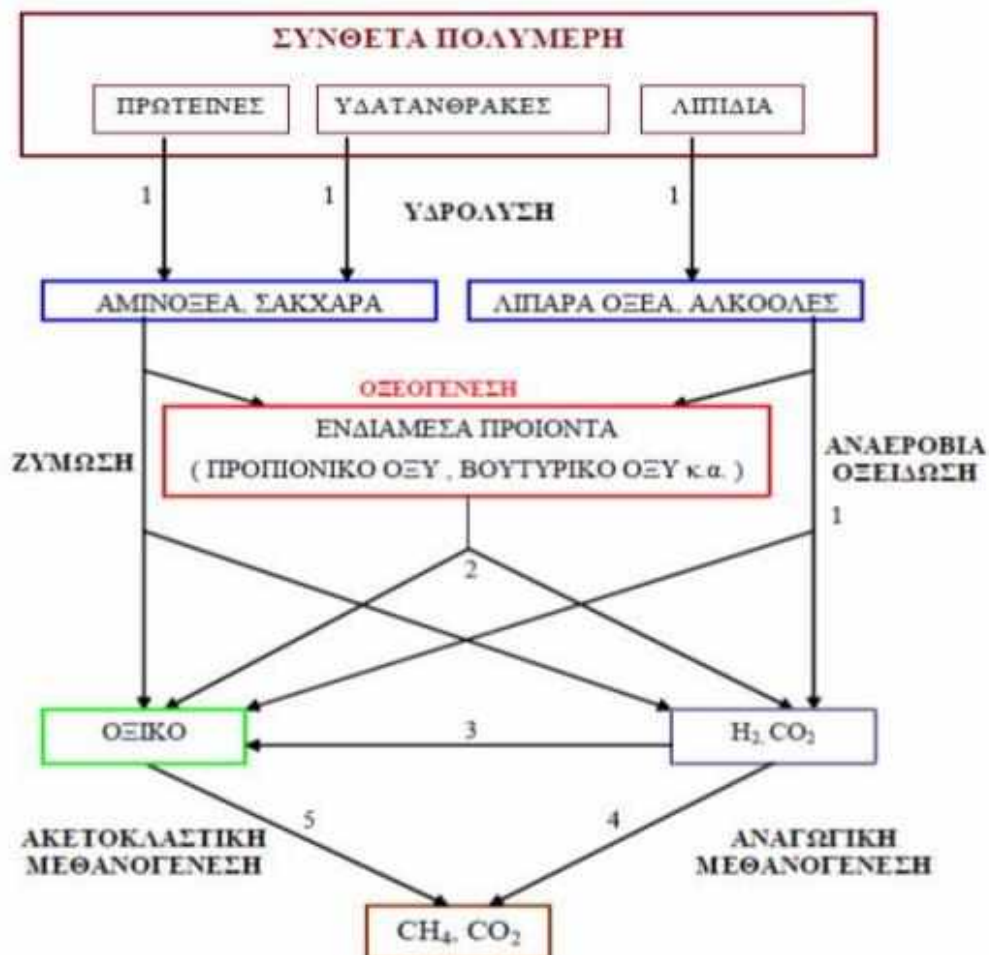 ΣΥΝΘΕΤΑ ΠΟΛΥΜΕΡΗ
ΠΡΩΤΕΙΝΕΣ
ΥΔΑΤΑΝΘΡΑΚΕΣ
ΛΙΠΙΔΙΑ
1
1
1
ΥΔΡΟΛΥΣΗ
ΑΜΙΝΟΞΕΑ, ΣΑΚΧΑΡΑ
ΛΙΠΑΡΑ ΟΞΕΑ, ΑΛΚΟΟΛΕΣ
ΟΞΕΟΓΕΝΕΣΗ
ΕΝΔΙΑΜΕΣΑ ΠΡΟΙΟΝΤΑ
( ΠΡΟΠΙΟΝΙΚΟ ΟΞΥ , ΒΟΥΤΥΡΙΚΟ ΟΞΥ κ.α. )
ΖΥΜΩΣΗ
ΑΝΑΕΡΟΒΙΑ
ΟΞΕΙΔΩΣΗ
1
2
ΟΞΙΚΟ
3
H₂, CO₂
5
4
ΑΚΕΤΟΚΛΑΣΤΙΚΗ
ΜΕΘΑΝΟΓΕΝΕΣΗ
ΑΝΑΓΩΓΙΚΗ
ΜΕΘΑΝΟΓΕΝΕΣΗ
CH₄, CO₂